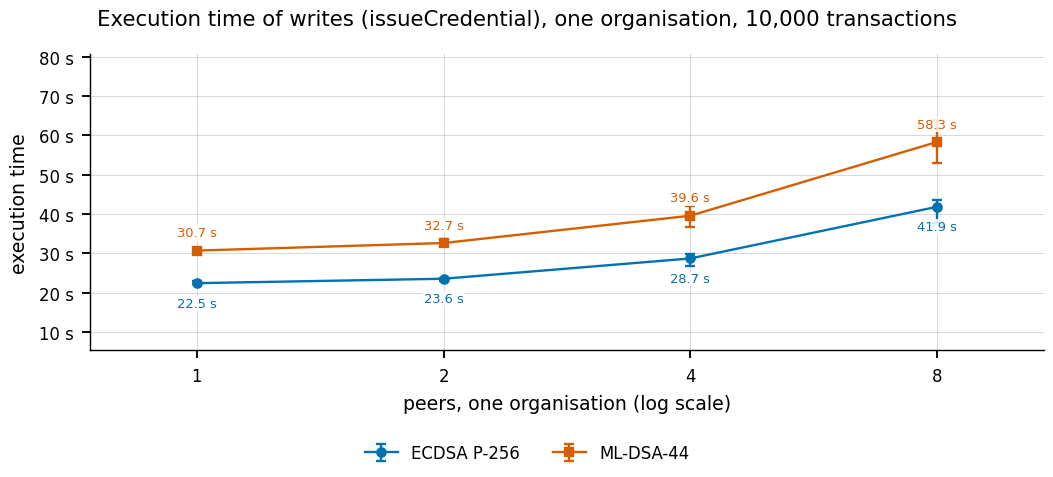 Execution time of writes (issueCredential), one organisation, 10,000 transactions
execution time
80 s
70 s
60 s
50 s
40 s
30 s
20 s
10 s
30.7 s
32.7 s
39.6 s
58.3 s
22.5 s
23.6 s
28.7 s
41.9 s
1
2
4
8
peers, one organisation (log scale)
ECDSA P-256
ML-DSA-44